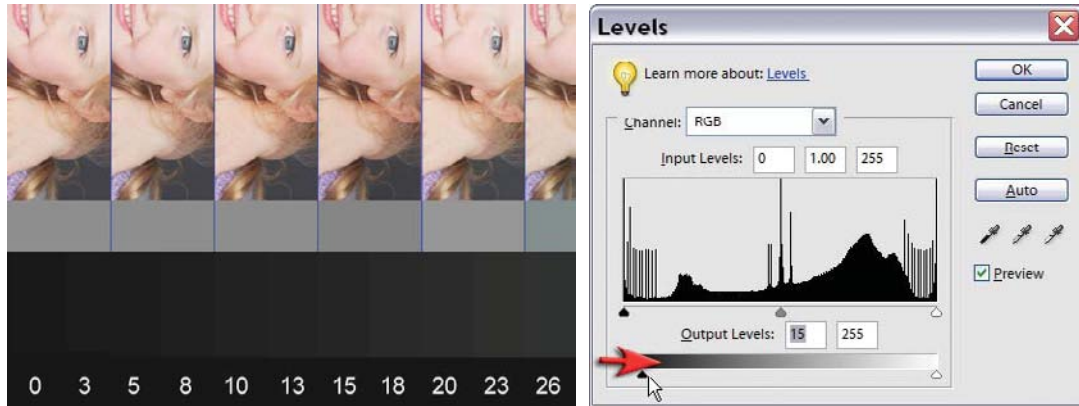 0 3 5 8 10 13 15 18 20 23 26
Levels
Learn more about: Levels
OK
Cancel
Reset
Auto
Preview
Channel: RGB
Input Levels: 0 1.00 255
Output Levels: 15 255